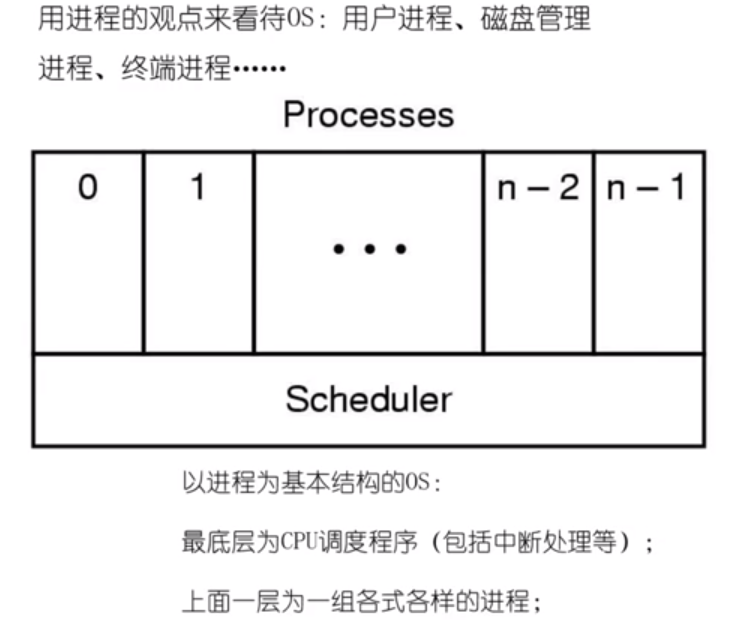 用进程的观点来看待OS：用户进程、磁盘管理
进程、终端进程……
Processes
0 1 ... n – 2 n – 1
Scheduler
以进程为基本结构的OS：
最底层为CPU调度程序（包括中断处理等）；
上面一层为一组各式各样的进程；